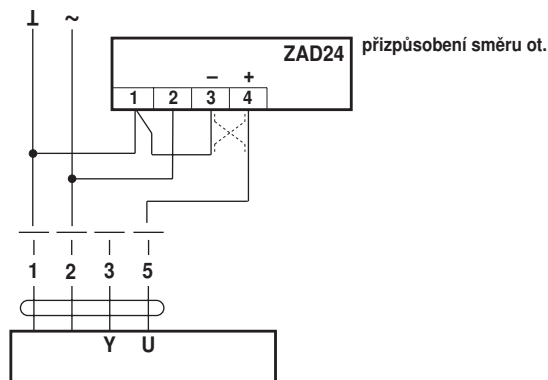 ⊥ ~
ZAD24 přizpůsobení směru ot.
– +
1 2 3 4
1 2 3 5
Y U